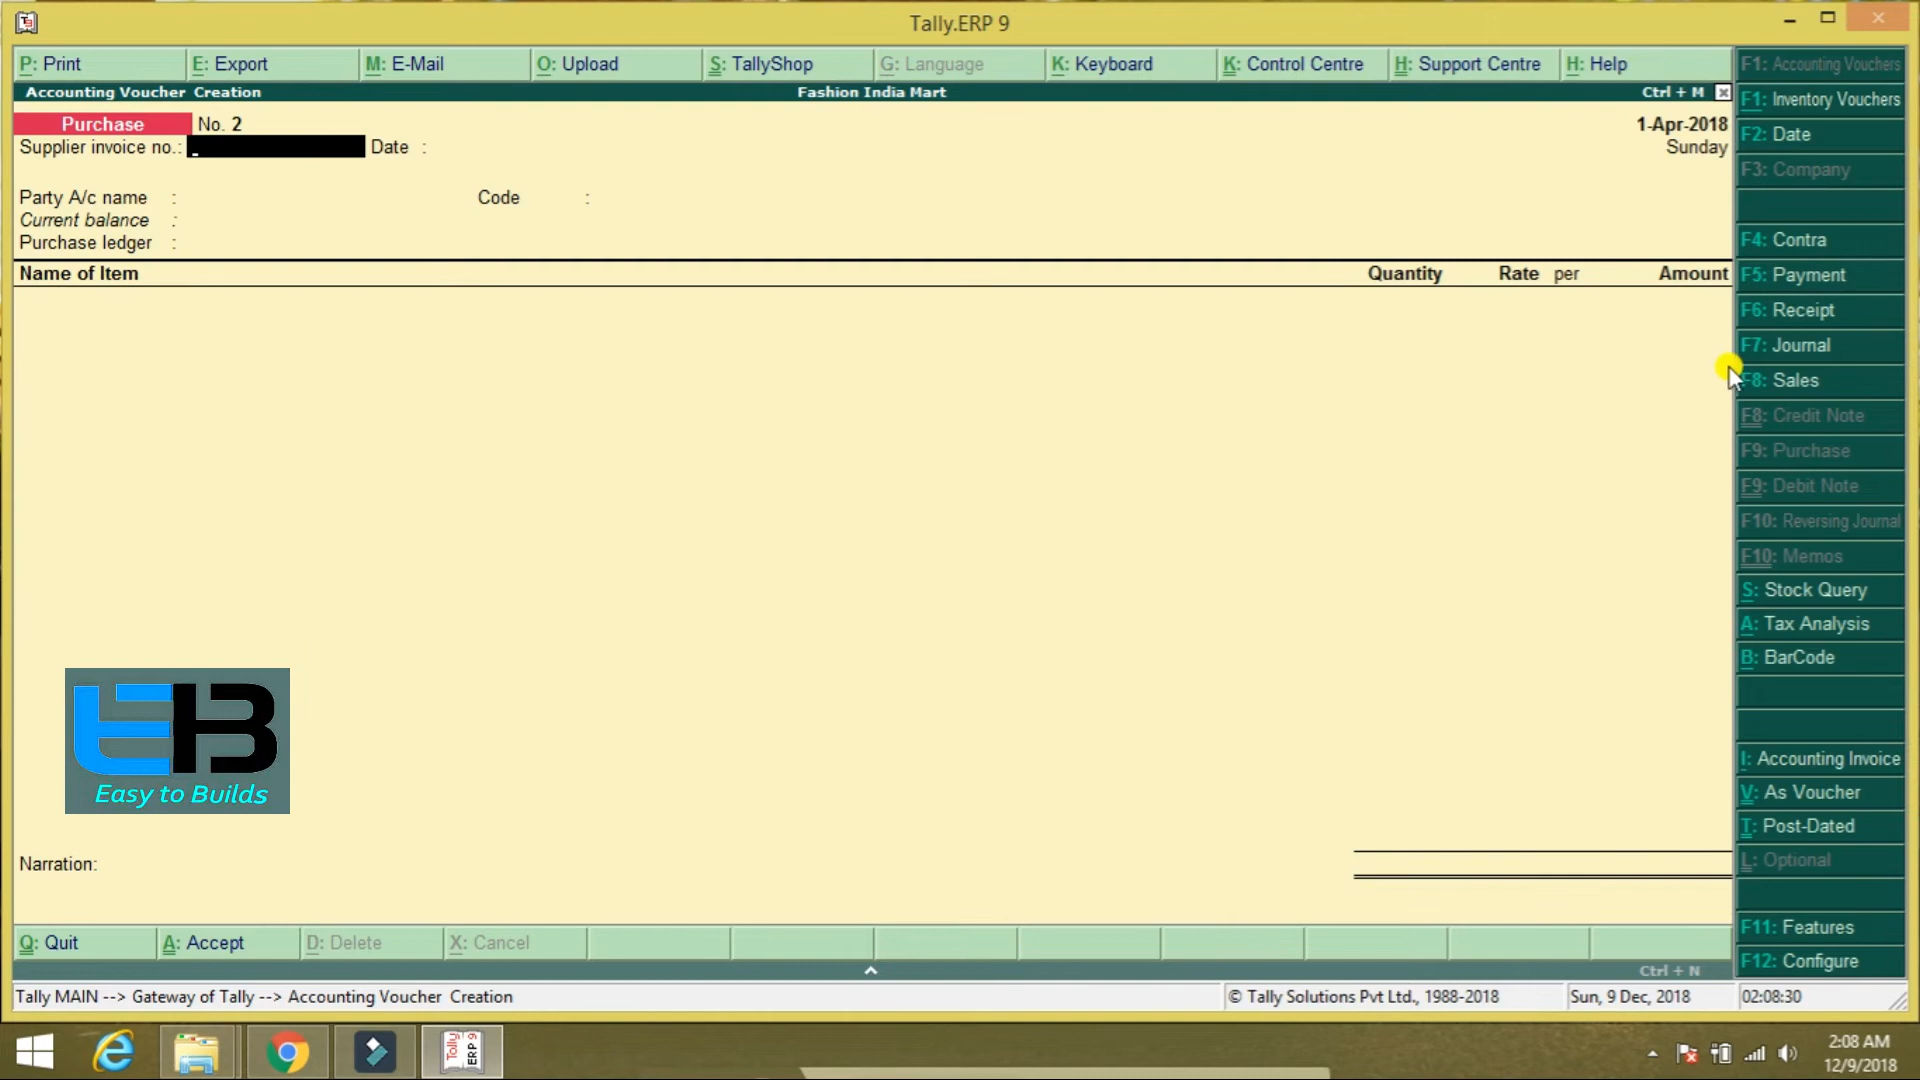 Tally.ERP 9
P: Print
E: Export
M: E-Mail
O: Upload
S: TallyShop
G: Language
K: Keyboard
K: Control Centre
H: Support Centre
H: Help
Accounting Voucher Creation
Fashion India Mart
Ctrl + M
Purchase
No. 2
1-Apr-2018
Supplier invoice no.:
Date :
Sunday
Party A/c name :
Code :
Current balance :
Purchase ledger :
Name of Item
Quantity
Rate per
Amount
EB
Easy to Builds
Narration:
F1: Accounting Vouchers
F1: Inventory Vouchers
F2: Date
F3: Company
F4: Contra
F5: Payment
F6: Receipt
F7: Journal
F8: Sales
F8: Credit Note
F9: Purchase
F9: Debit Note
F10: Reversing Journal
F10: Memos
S: Stock Query
A: Tax Analysis
B: BarCode
I: Accounting Invoice
V: As Voucher
T: Post-Dated
L: Optional
F11: Features
F12: Configure
Q: Quit
A: Accept
D: Delete
X: Cancel
Ctrl + N
Tally MAIN --> Gateway of Tally --> Accounting Voucher Creation
© Tally Solutions Pvt Ltd., 1988-2018
Sun, 9 Dec, 2018
02:08:30
Tally
ERP 9
2:08 AM
12/9/2018